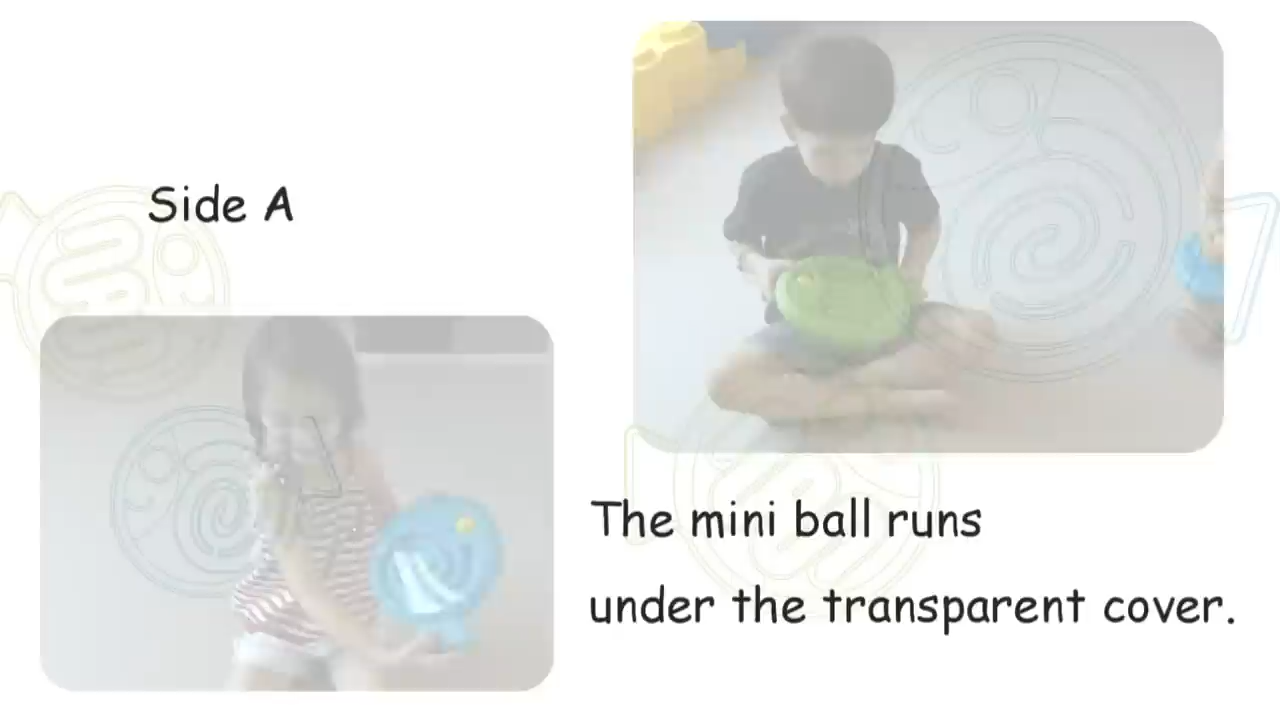 Side A
The mini ball runs
under the transparent cover.